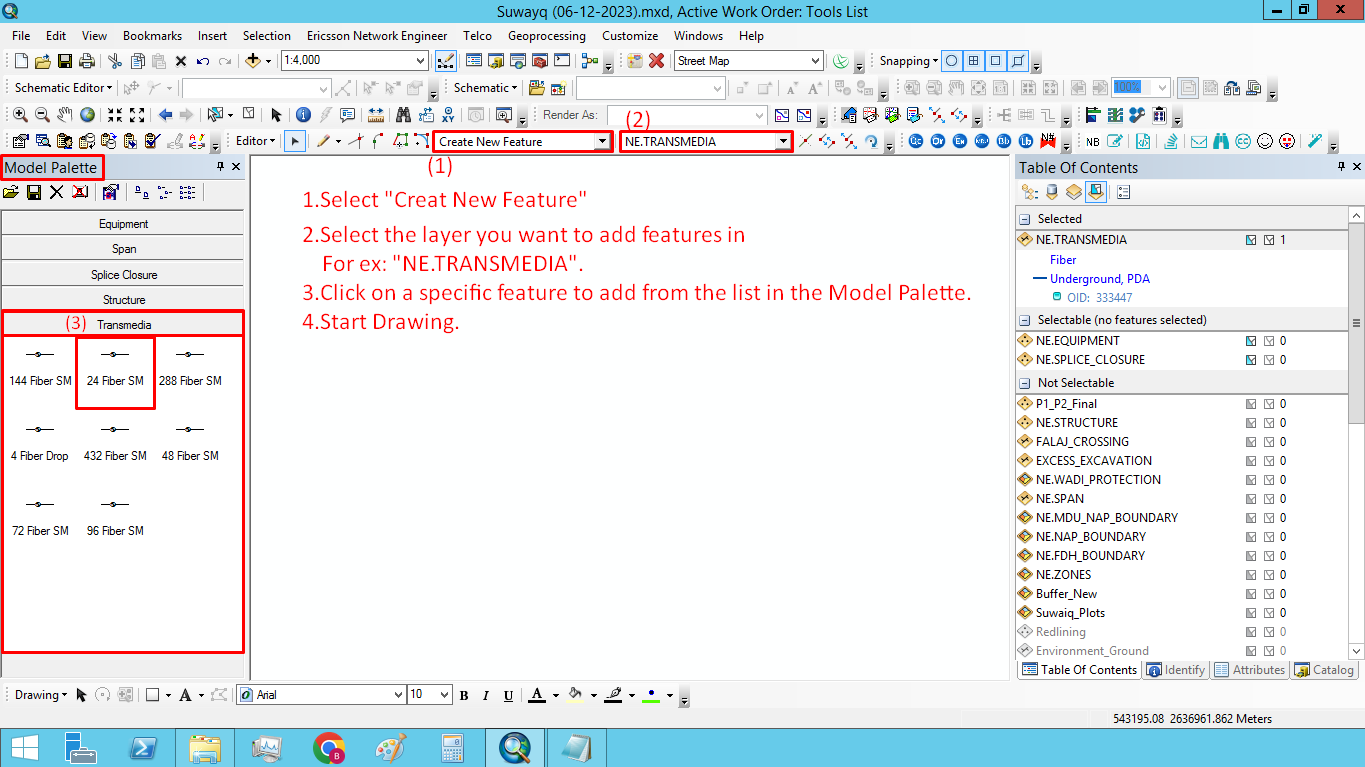 Suwayq (06-12-2023).mxd, Active Work Order: Tools List
File Edit View Bookmarks Insert Selection Ericsson Network Engineer Telco Geoprocessing Customize Windows Help
1:4,000 Street Map Snapping
Schematic Editor Schematic 100%
Render As: (2)
Editor Create New Feature NE.TRANSMEDIA NB
Model Palette
(1)
Equipment
Span
Splice Closure
Structure
(3) Transmedia
144 Fiber SM 24 Fiber SM 288 Fiber SM
4 Fiber Drop 432 Fiber SM 48 Fiber SM
72 Fiber SM 96 Fiber SM
1.Select "Creat New Feature"
2.Select the layer you want to add features in
For ex: "NE.TRANSMEDIA".
3.Click on a specific feature to add from the list in the Model Palette.
4.Start Drawing.
Table Of Contents
Selected
NE.TRANSMEDIA 1
Fiber
Underground, PDA
OID: 333447
Selectable (no features selected)
NE.EQUIPMENT 0
NE.SPLICE_CLOSURE 0
Not Selectable
P1_P2_Final 0
NE.STRUCTURE 0
FALAJ_CROSSING 0
EXCESS_EXCAVATION 0
NE.WADI_PROTECTION 0
NE.SPAN 0
NE.MDU_NAP_BOUNDARY 0
NE.NAP_BOUNDARY 0
NE.FDH_BOUNDARY 0
NE.ZONES 0
Buffer_New 0
Suwaiq_Plots 0
Redlining 0
Environment_Ground 0
Table Of Contents Identify Attributes Catalog
Drawing Arial 10 B I U A
543195.08 2636961.862 Meters